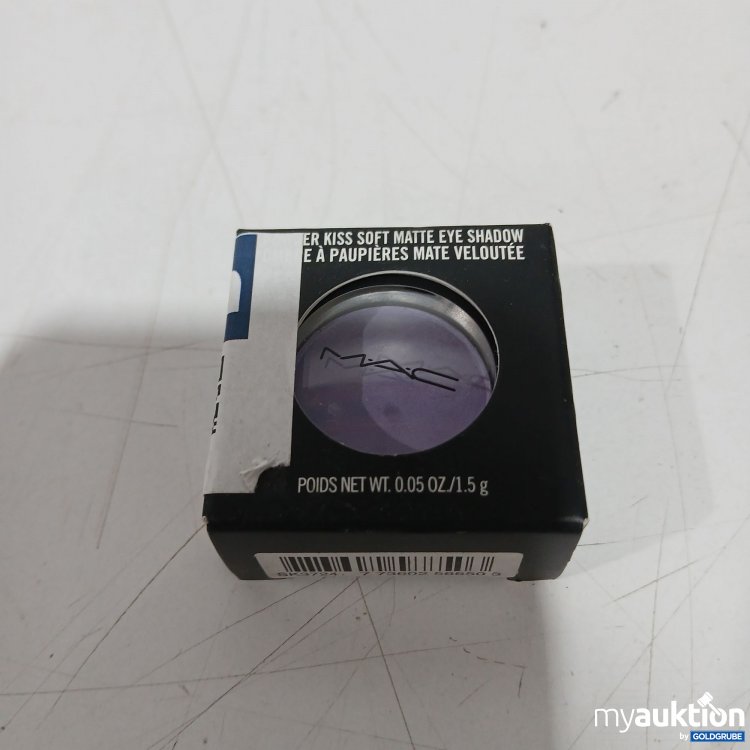 ER KISS SOFT MATTE EYE SHADOW
E À PAUPIÈRES MATE VELOUTÉE
M·A·C
POIDS NET WT. 0.05 OZ./1.5 g
myauktion
by GOLDGRUBE